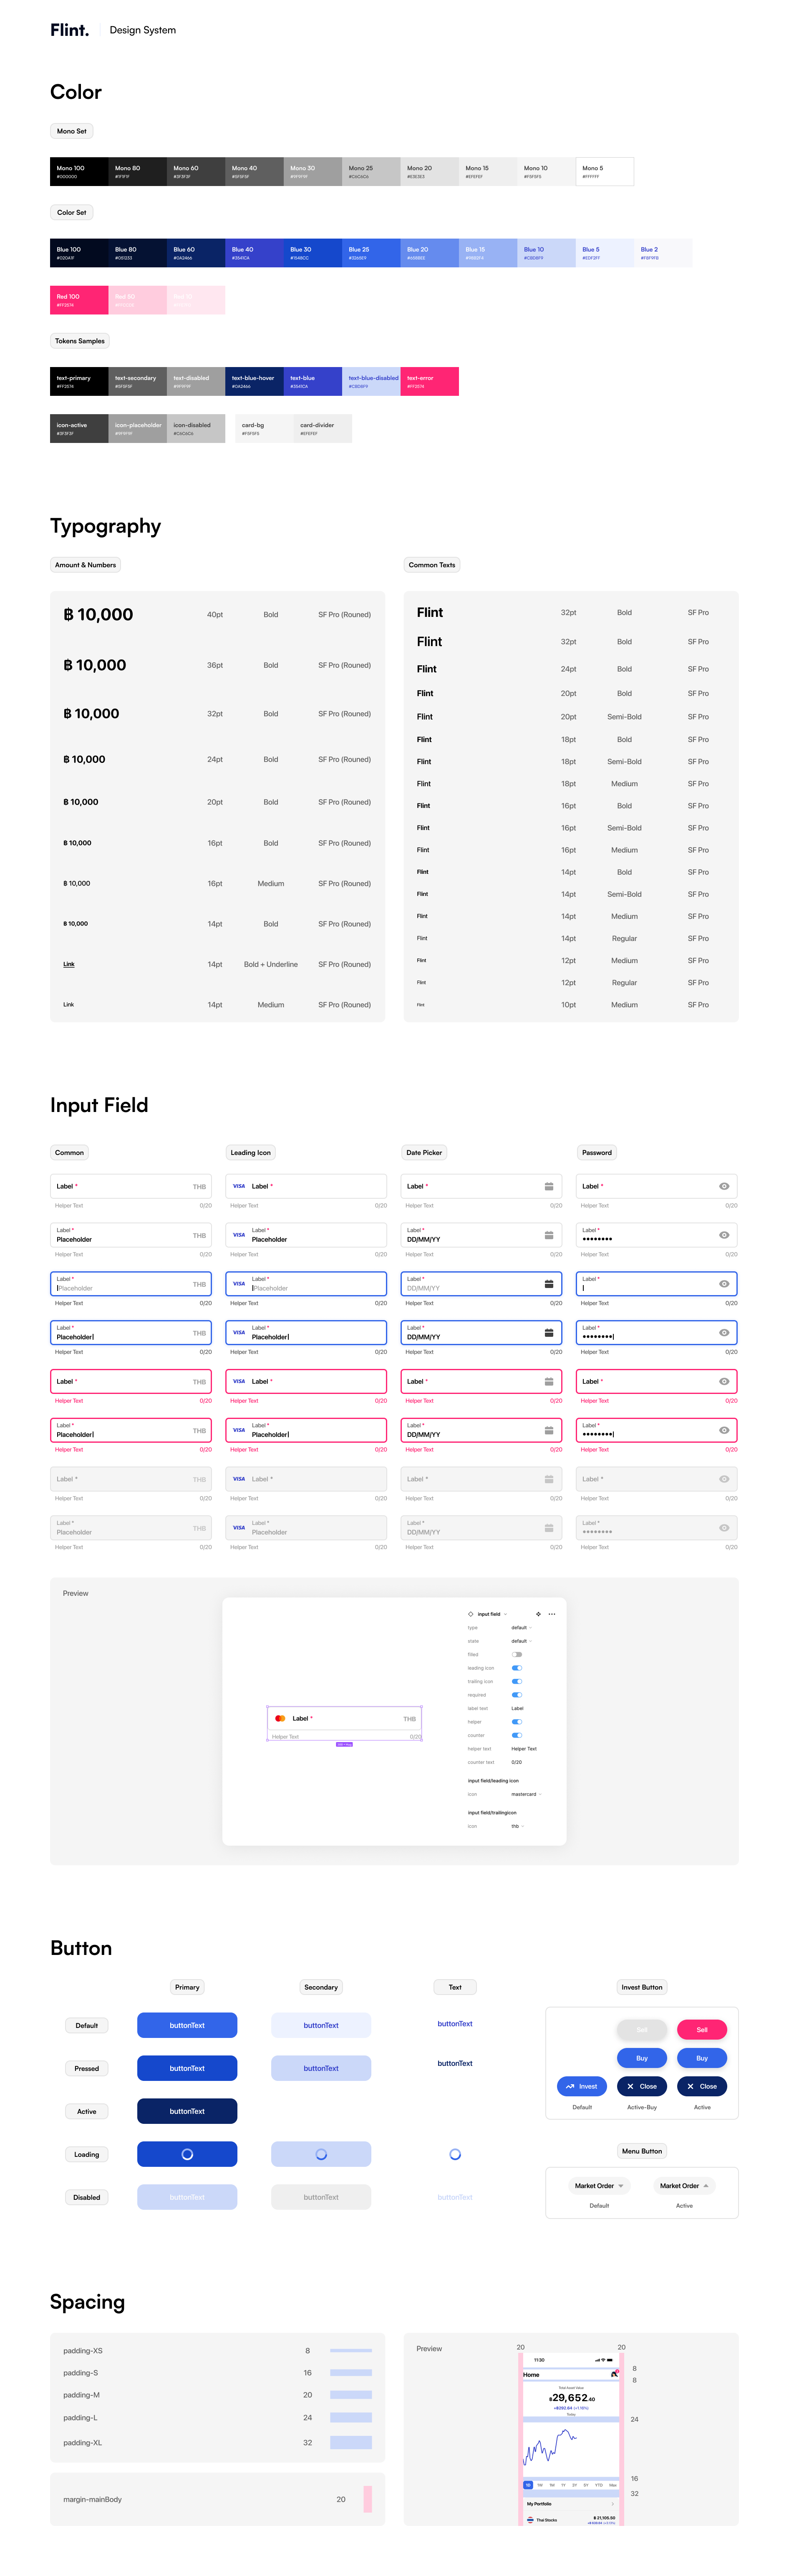 Flint. Design System
Color
Mono Set
Mono 100 Mono 80 Mono 60 Mono 40 Mono 30 Mono 25 Mono 20 Mono 15 Mono 10 Mono 5
#000000 #1F1F1F #3F3F3F #5F5F5F #9F9F9F #C6C6C6 #E3E3E3 #EFEFEF #F5F5F5 #FFFFFF
Color Set
Blue 100 Blue 80 Blue 60 Blue 40 Blue 30 Blue 25 Blue 20 Blue 15 Blue 10 Blue 5 Blue 2
#020A1F #051233 #0A2466 #3541CA #1548CC #3268E9 #CBD8F9 #EDF2FF #F8F9FB
Red 100
#FF2576
Tokens Samples
text-primary text-secondary text-disabled text-blue-hover text-blue text-blue-disabled text-error
#FF2576 #5F5F5F #9F9F9F #0A2466 #3541CA #CBD8F9 #FF2576
icon-active icon-placeholder icon-disabled card-bg card-divider
#3F3F3F #9F9F9F #C6C6C6 #F5F5F5 #EFEFEF
Typography
Amount & Numbers
฿ 10,000 40pt Bold SF Pro (Rouned)
฿ 10,000 36pt Bold SF Pro (Rouned)
฿ 10,000 32pt Bold SF Pro (Rouned)
฿ 10,000 24pt Bold SF Pro (Rouned)
฿ 10,000 20pt Bold SF Pro (Rouned)
฿ 10,000 16pt Bold SF Pro (Rouned)
฿ 10,000 16pt Medium SF Pro (Rouned)
฿ 10,000 14pt Bold SF Pro (Rouned)
Link 14pt Bold + Underline SF Pro (Rouned)
Link 14pt Medium SF Pro (Rouned)
Common Texts
Flint 32pt Bold SF Pro
Flint 32pt Bold SF Pro
Flint 24pt Bold SF Pro
Flint 20pt Bold SF Pro
Flint 20pt Semi-Bold SF Pro
Flint 18pt Bold SF Pro
Flint 18pt Semi-Bold SF Pro
Flint 18pt Medium SF Pro
Flint 16pt Bold SF Pro
Flint 16pt Semi-Bold SF Pro
Flint 16pt Medium SF Pro
Flint 14pt Bold SF Pro
Flint 14pt Semi-Bold SF Pro
Flint 14pt Medium SF Pro
Flint 14pt Regular SF Pro
Flint 12pt Medium SF Pro
Flint 12pt Regular SF Pro
Flint 10pt Medium SF Pro
Input Field
Common Leading Icon Date Picker Password
Label * THB VISA Label * Label * Label *
Helper Text 0/20 Helper Text 0/20 Helper Text 0/20 Helper Text 0/20
Label * THB VISA Label * Label * Label *
Placeholder Placeholder DD/MM/YY ••••••••
Helper Text 0/20 Helper Text 0/20 Helper Text 0/20 Helper Text 0/20
Label * THB VISA Label * Label * Label *
Placeholder Placeholder DD/MM/YY
Helper Text 0/20 Helper Text 0/20 Helper Text 0/20 Helper Text 0/20
Label * THB VISA Label * Label * Label *
Placeholder Placeholder DD/MM/YY ••••••••
Helper Text 0/20 Helper Text 0/20 Helper Text 0/20 Helper Text 0/20
Label * THB VISA Label * Label * Label *
Helper Text 0/20 Helper Text 0/20 Helper Text 0/20 Helper Text 0/20
Label * THB VISA Label * Label * Label *
Placeholder Placeholder DD/MM/YY ••••••••
Helper Text 0/20 Helper Text 0/20 Helper Text 0/20 Helper Text 0/20
Label * THB VISA Label * Label * Label *
Helper Text 0/20 Helper Text 0/20 Helper Text 0/20 Helper Text 0/20
Label * THB VISA Label * Label * Label *
Placeholder Placeholder DD/MM/YY ••••••••
Helper Text 0/20 Helper Text 0/20 Helper Text 0/20 Helper Text 0/20
Preview
Label * THB
Helper Text 0/20
input field
type default
state default
filled
leading icon
trailing icon
required
label text Label
helper
counter
helper text Helper Text
counter text 0/20
input field/leading icon
icon mastercard
input field/trailingicon
icon thb
Button
Primary Secondary Text
Default buttonText buttonText buttonText
Pressed buttonText buttonText buttonText
Active buttonText
Loading
Disabled buttonText buttonText buttonText
Invest Button
Sell Sell
Buy Buy
Invest Close Close
Default Active-Buy Active
Menu Button
Market Order Market Order
Default Active
Spacing
padding-XS 8
padding-S 16
padding-M 20
padding-L 24
padding-XL 32
margin-mainBody 20
Preview
20 20
11:30
Home
8
8
Total Asset Value
฿29,652.40
Today
24
16
1D 1W 1M YY 3Y 5Y YTD Max
32
My Portfolio
Thai Stocks ฿ 21,105.50